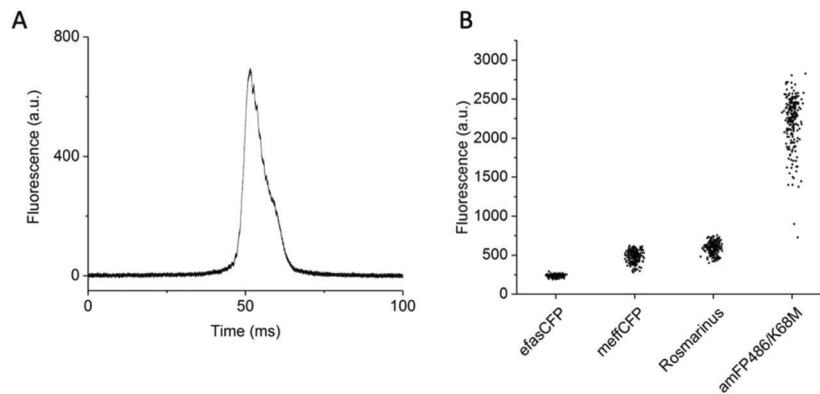 A
Fluorescence (a.u.)
800
400
0
0
50
100
Time (ms)
B
Fluorescence (a.u.)
3000
2500
2000
1500
1000
500
0
efasCFP
meffCFP
Rosmarinus
amFP486/K68M